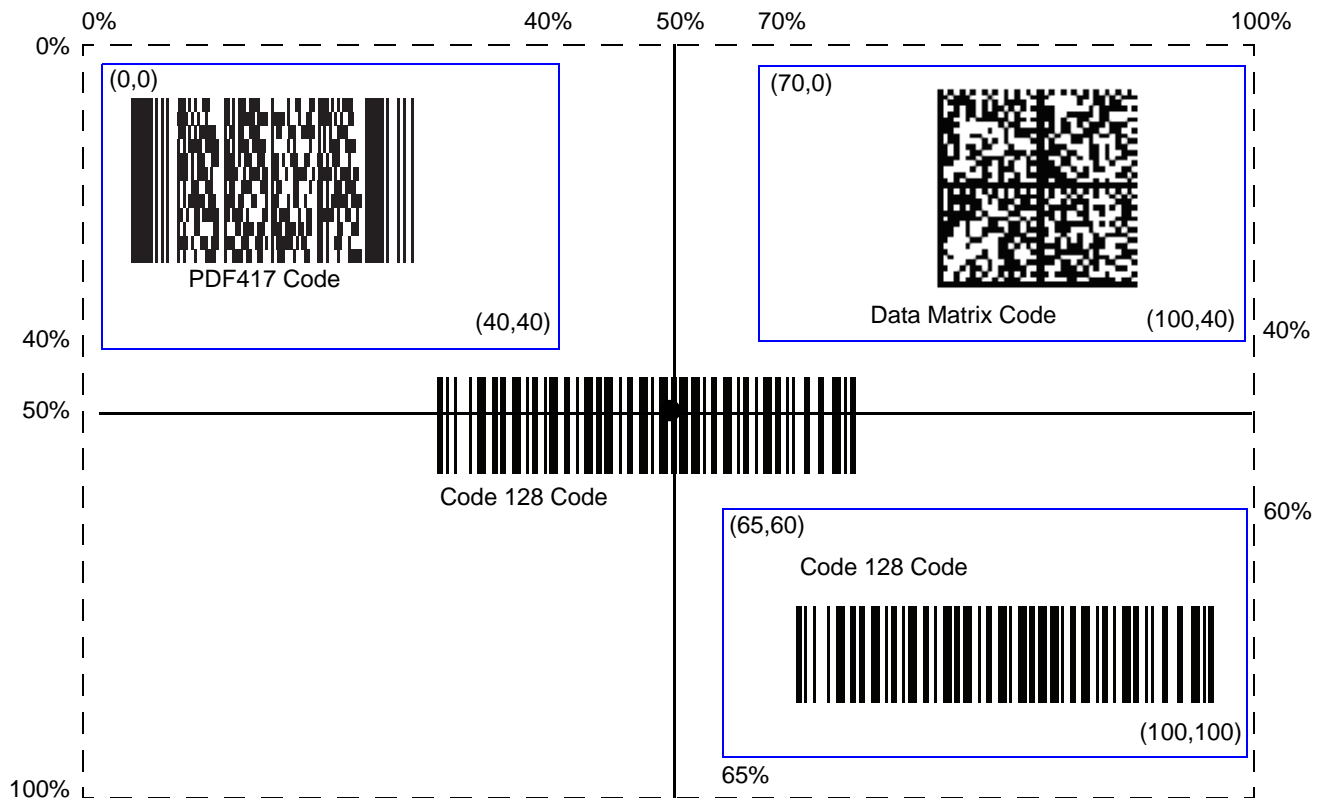 0% 40% 50% 70% 100%
0%
(0,0)
(70,0)
PDF417 Code
Data Matrix Code
(40,40)
(100,40)
40%
40%
50%
Code 128 Code
60%
(65,60)
Code 128 Code
(100,100)
65%
100%